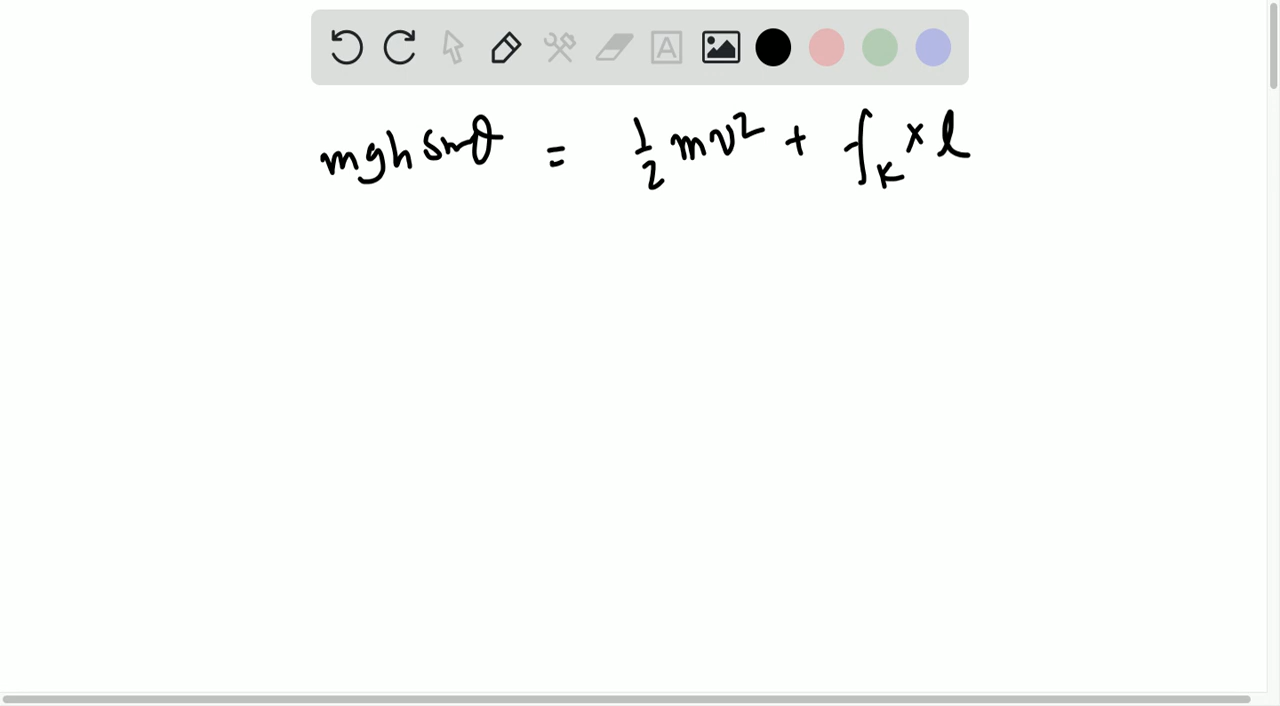 mgh sinθ = 1/2 mv² + f_k × l